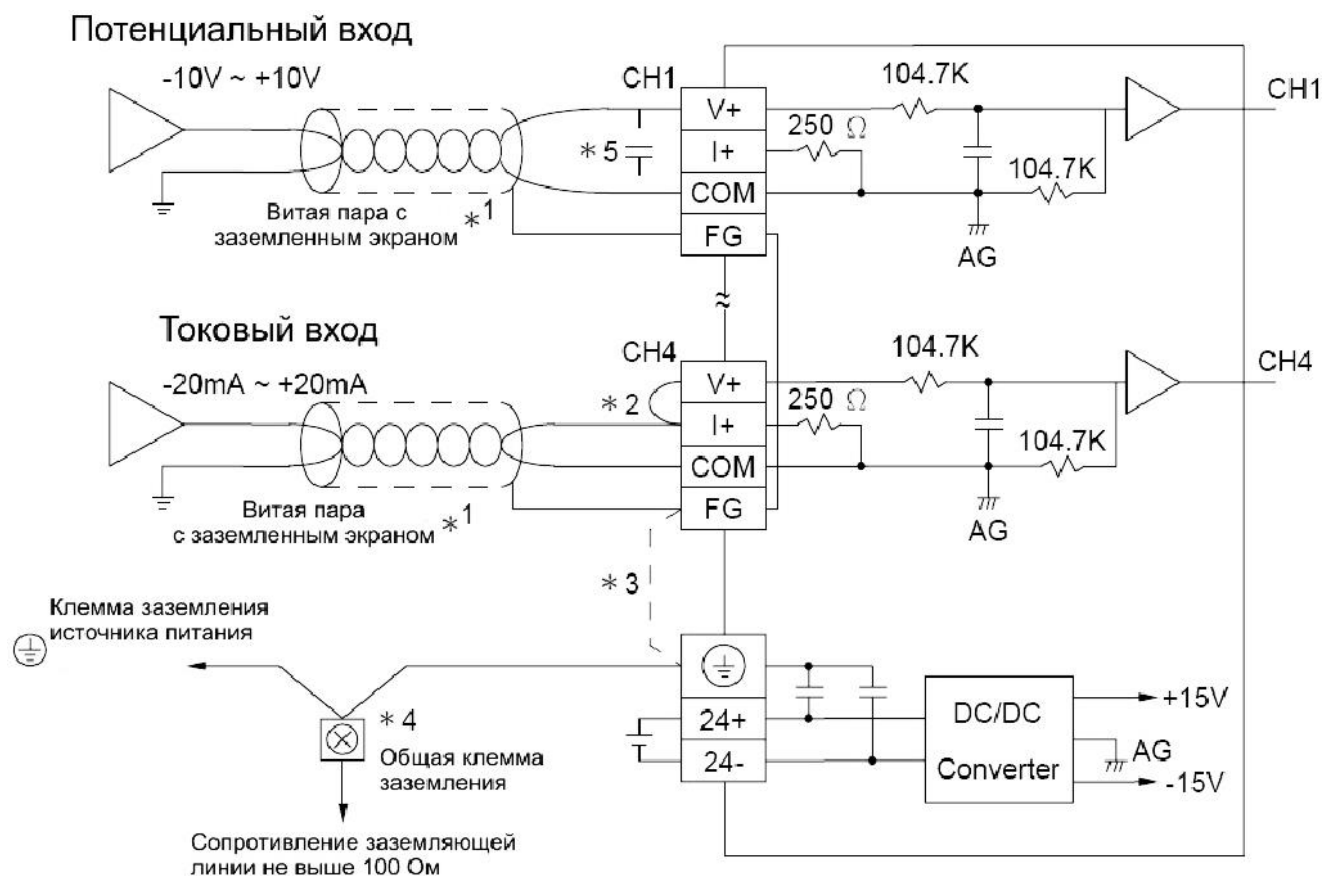 Потенциальный вход
-10V ~ +10V
CH1
V+
I+
COM
FG
104.7K
250 Ω
104.7K
CH1
AG
*5
Витая пара с
заземленным экраном *1
≈
Токовый вход
-20mA ~ +20mA
CH4
V+
I+
COM
FG
104.7K
250 Ω
104.7K
CH4
AG
*2
Витая пара
с заземленным экраном *1
*3
Клемма заземления
источника питания
*4
Общая клемма
заземления
Сопротивление заземляющей
линии не выше 100 Ом
24+
24-
DC/DC
Converter
+15V
AG
-15V